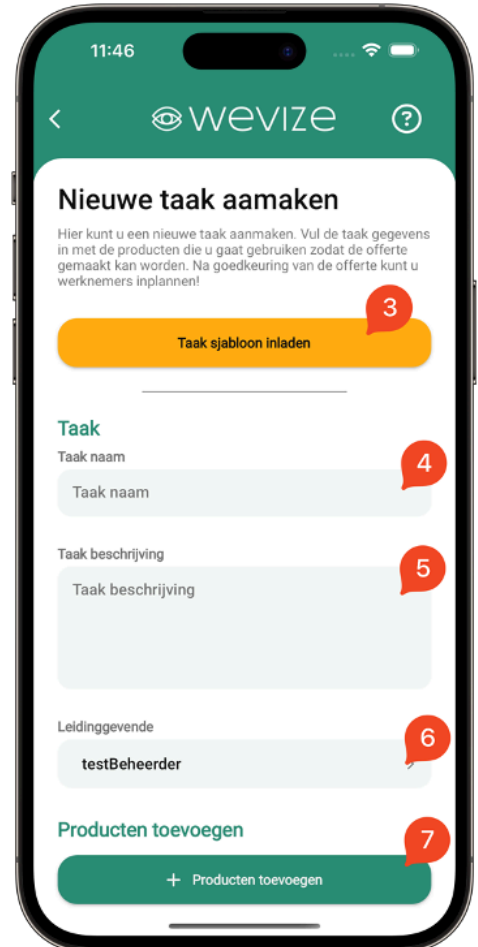 11:46
wevize
?
Nieuwe taak aamaken
Hier kunt u een nieuwe taak aanmaken. Vul de taak gegevens
in met de producten die u gaat gebruiken zodat de offerte
gemaakt kan worden. Na goedkeuring van de offerte kunt u
werknemers inplannen!
3
Taak sjabloon inladen
Taak
Taak naam
4
Taak naam
Taak beschrijving
5
Taak beschrijving
Leidinggevende
6
testBeheerder
Producten toevoegen
7
+ Producten toevoegen